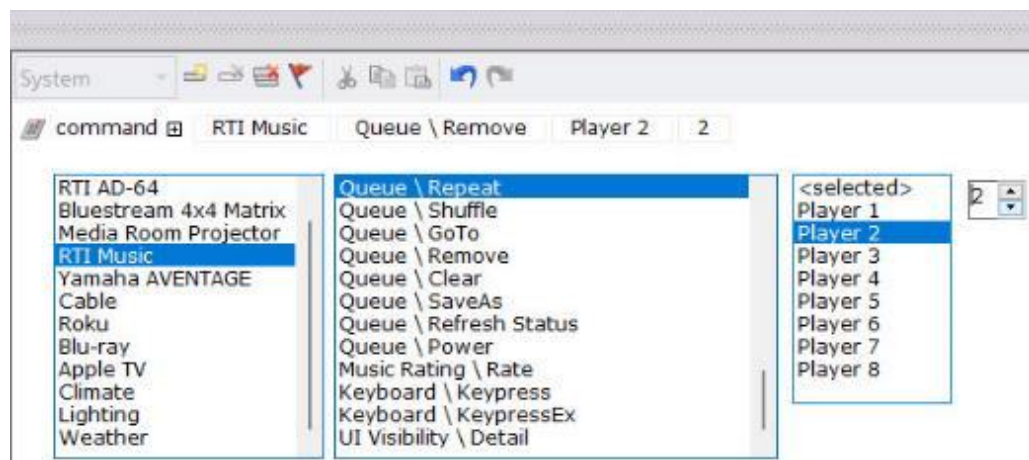 System
command RTI Music Queue \ Remove Player 2 2
RTI AD-64
Bluestream 4x4 Matrix
Media Room Projector
RTI Music
Yamaha AVENTAGE
Cable
Roku
Blu-ray
Apple TV
Climate
Lighting
Weather
Queue \ Repeat
Queue \ Shuffle
Queue \ GoTo
Queue \ Remove
Queue \ Clear
Queue \ SaveAs
Queue \ Refresh Status
Queue \ Power
Music Rating \ Rate
Keyboard \ Keypress
Keyboard \ KeypressEx
UI Visibility \ Detail
<selected>
Player 1
Player 2
Player 3
Player 4
Player 5
Player 6
Player 7
Player 8
2